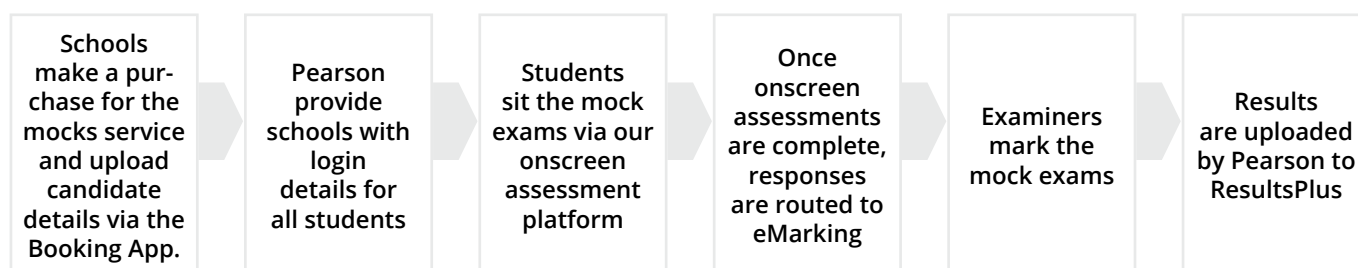 Schools
make a pur-
chase for the
mocks service
and upload
candidate
details via the
Booking App.
Pearson
provide
schools with
login
details for
all students
Students
sit the mock
exams via our
onscreen
assessment
platform
Once
onscreen
assessments
are complete,
responses
are routed to
eMarking
Examiners
mark the
mock exams
Results
are uploaded
by Pearson to
ResultsPlus